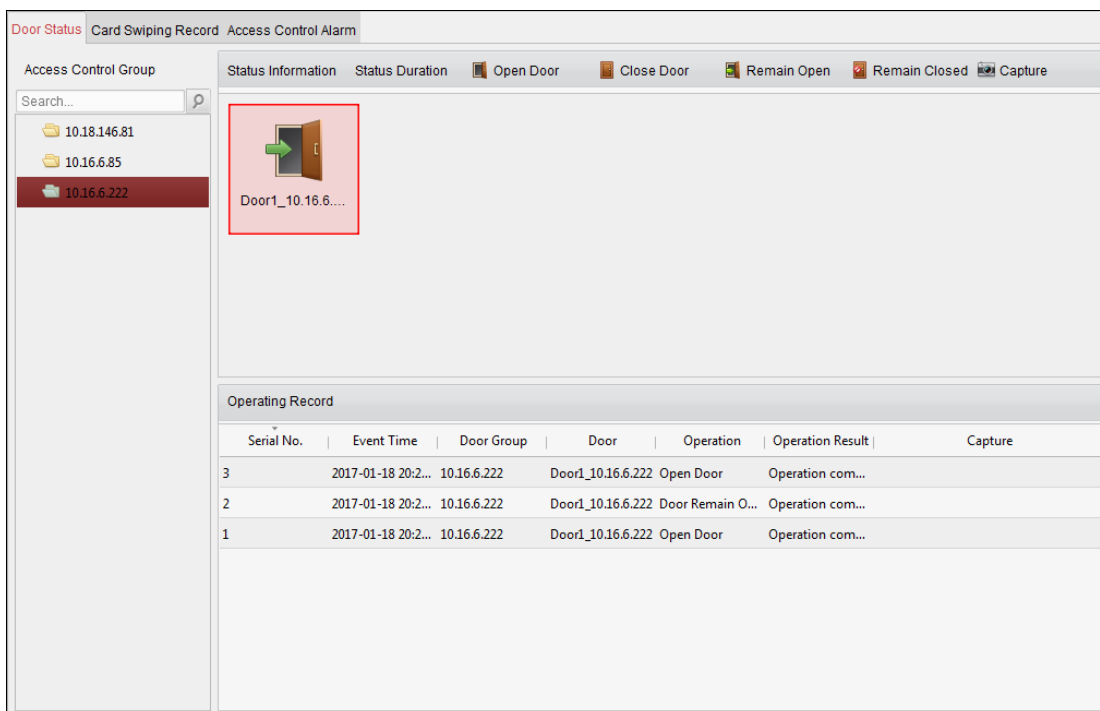 Door Status Card Swiping Record Access Control Alarm
Access Control Group
Search...
10.18.146.81
10.16.6.85
10.16.6.222
Status Information Status Duration Open Door Close Door Remain Open Remain Closed Capture
Door1_10.16.6....
Operating Record
Serial No. Event Time Door Group Door Operation Operation Result Capture
3 2017-01-18 20:2... 10.16.6.222 Door1_10.16.6.222 Open Door Operation com...
2 2017-01-18 20:2... 10.16.6.222 Door1_10.16.6.222 Door Remain O... Operation com...
1 2017-01-18 20:2... 10.16.6.222 Door1_10.16.6.222 Open Door Operation com...